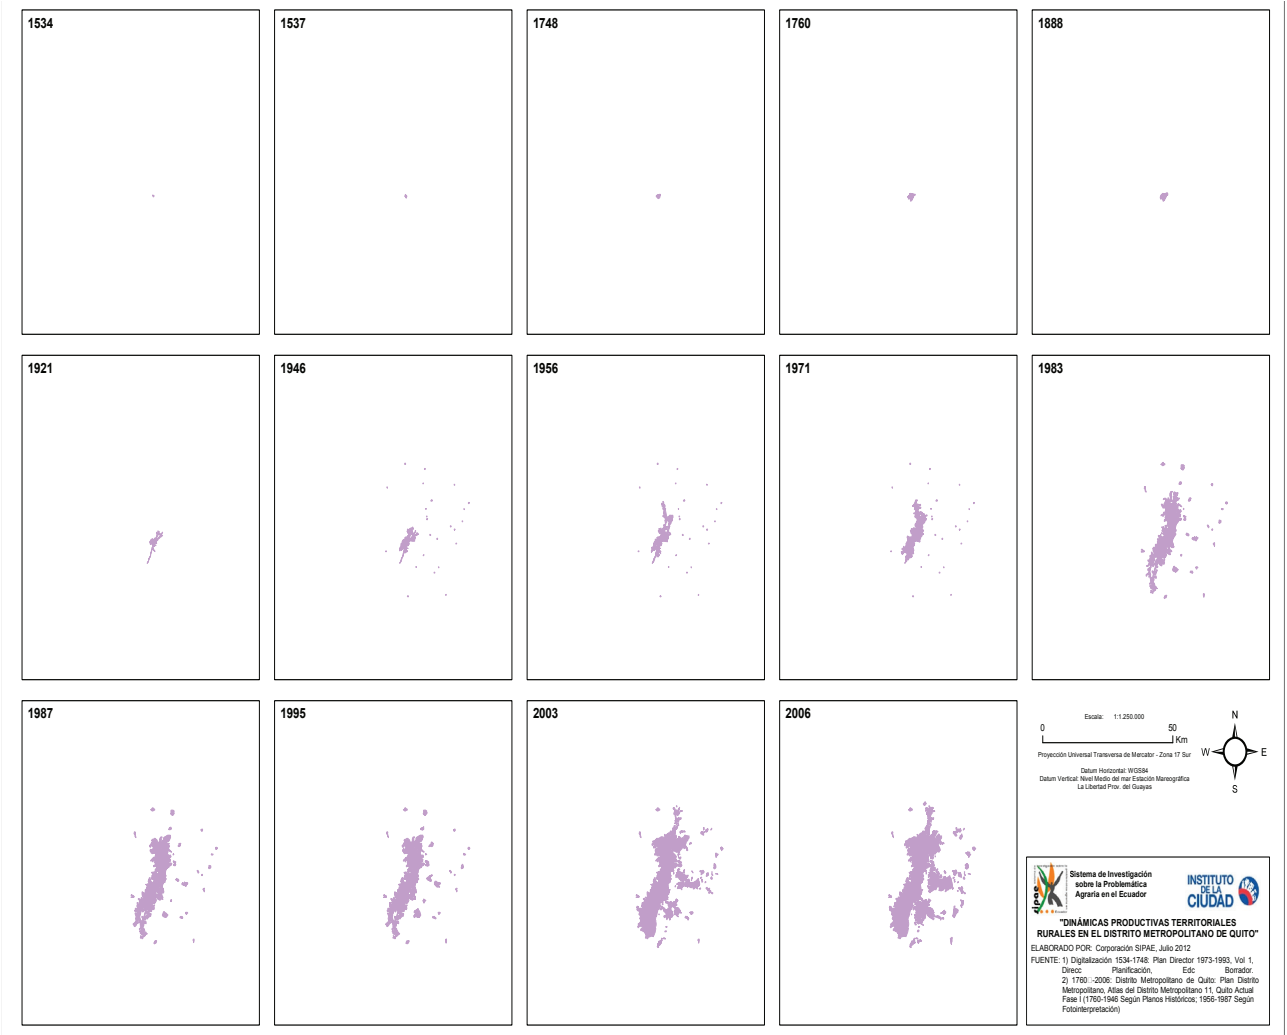 1534
1537
1748
1760
1888
1921
1946
1956
1971
1983
1987
1995
2003
2006
Escala: 1:1.250.000
0 50
Km
Proyección Universal Transversa de Mercator - Zona 17 Sur
Datum Horizontal: WGS84
Datum Vertical: Nivel Medio del mar Estación Mareográfica
La Libertad Prov. del Guayas
N
W E
S
sipae
Ecuador
Sistema de Investigación
sobre la Problemática
Agraria en el Ecuador
INSTITUTO
DE LA
CIUDAD
"DINÁMICAS PRODUCTIVAS TERRITORIALES
RURALES EN EL DISTRITO METROPOLITANO DE QUITO"
ELABORADO POR: Corporación SIPAE, Julio 2012
FUENTE: 1) Digitalización 1534-1748: Plan Director 1973-1993, Vol 1,
Direcc Planificación, Edc Borrador.
2) 1760 -2006: Distrito Metropolitano de Quito: Plan Distrito
Metropolitano, Atlas del Distrito Metropolitano 11, Quito Actual
Fase I (1760-1946 Según Planos Históricos; 1956-1987 Según
Fotointerpretación)